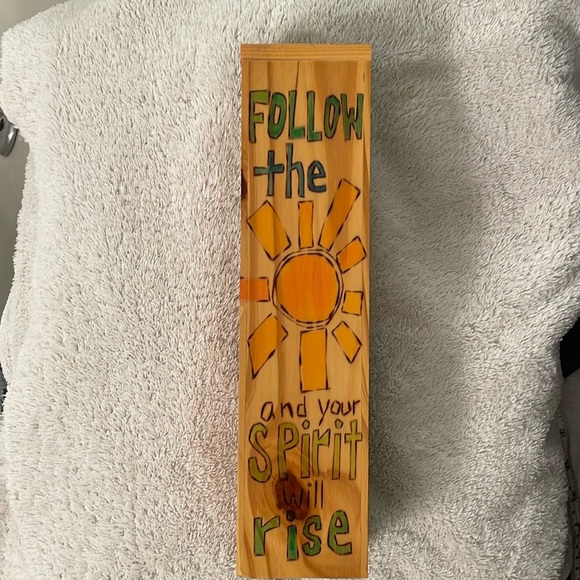 FOLLOW
the
and your
Spirit
will
rise